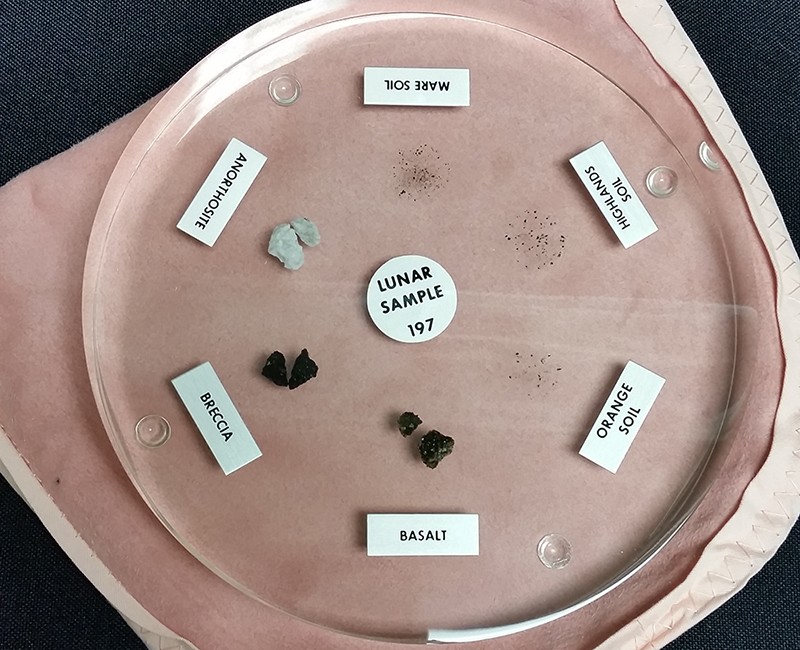 MARE SOIL
ANORTHOSITE
HIGHLANDS
SOIL
LUNAR
SAMPLE
197
BRECCIA
ORANGE
SOIL
BASALT